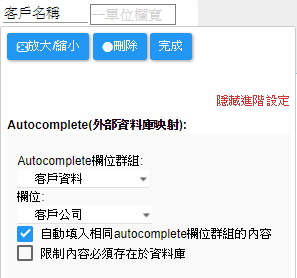 客戶名稱 一單位欄寬
放大/縮小 刪除 完成
隱藏進階設定
Autocomplete(外部資料庫映射):
Autocomplete欄位群組:
客戶資料
欄位:
客戶公司
自動填入相同autocomplete欄位群組的內容
限制內容必須存在於資料庫